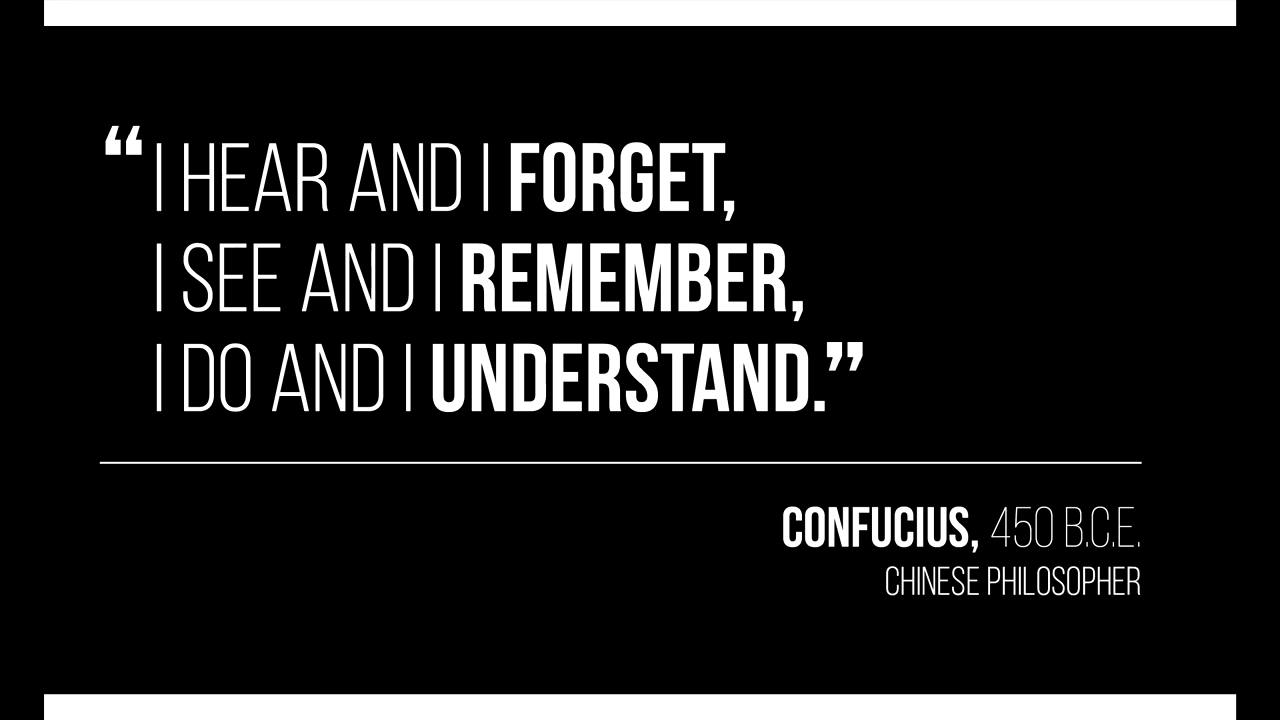 “I HEAR AND I FORGET,
I SEE AND I REMEMBER,
I DO AND I UNDERSTAND.”
CONFUCIUS, 450 B.C.E.
CHINESE PHILOSOPHER